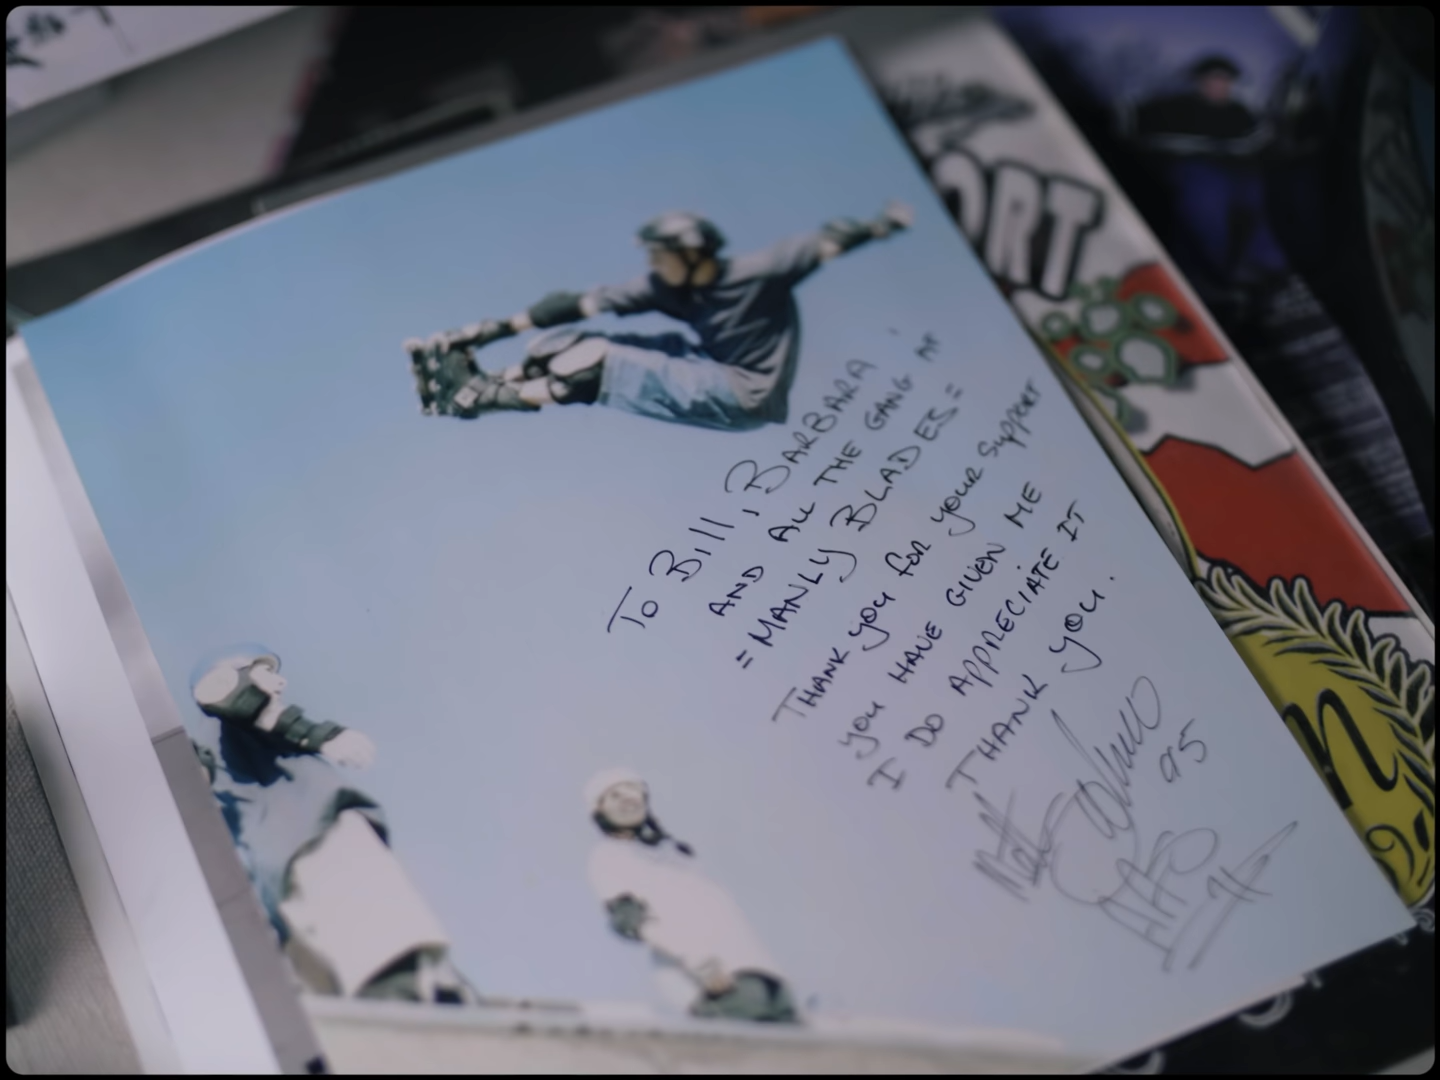 To Bill, BARBARA
AND ALL THE GANG AT
=MANLY BLADES=
THANK you foR youR SuppoRT
you HAVE GIVEN ME
I DO APPRECIATE IT
THANK you.
95
ORT
n